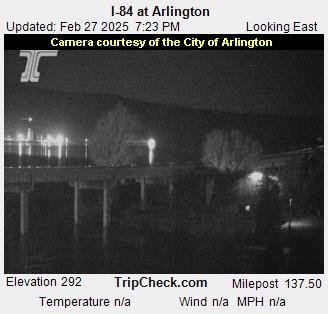 I-84 at Arlington
Updated: Feb 27 2025 7:23 PM Looking East
Camera courtesy of the City of Arlington
Elevation 292 TripCheck.com Milepost 137.50
Temperature n/a Wind n/a MPH n/a